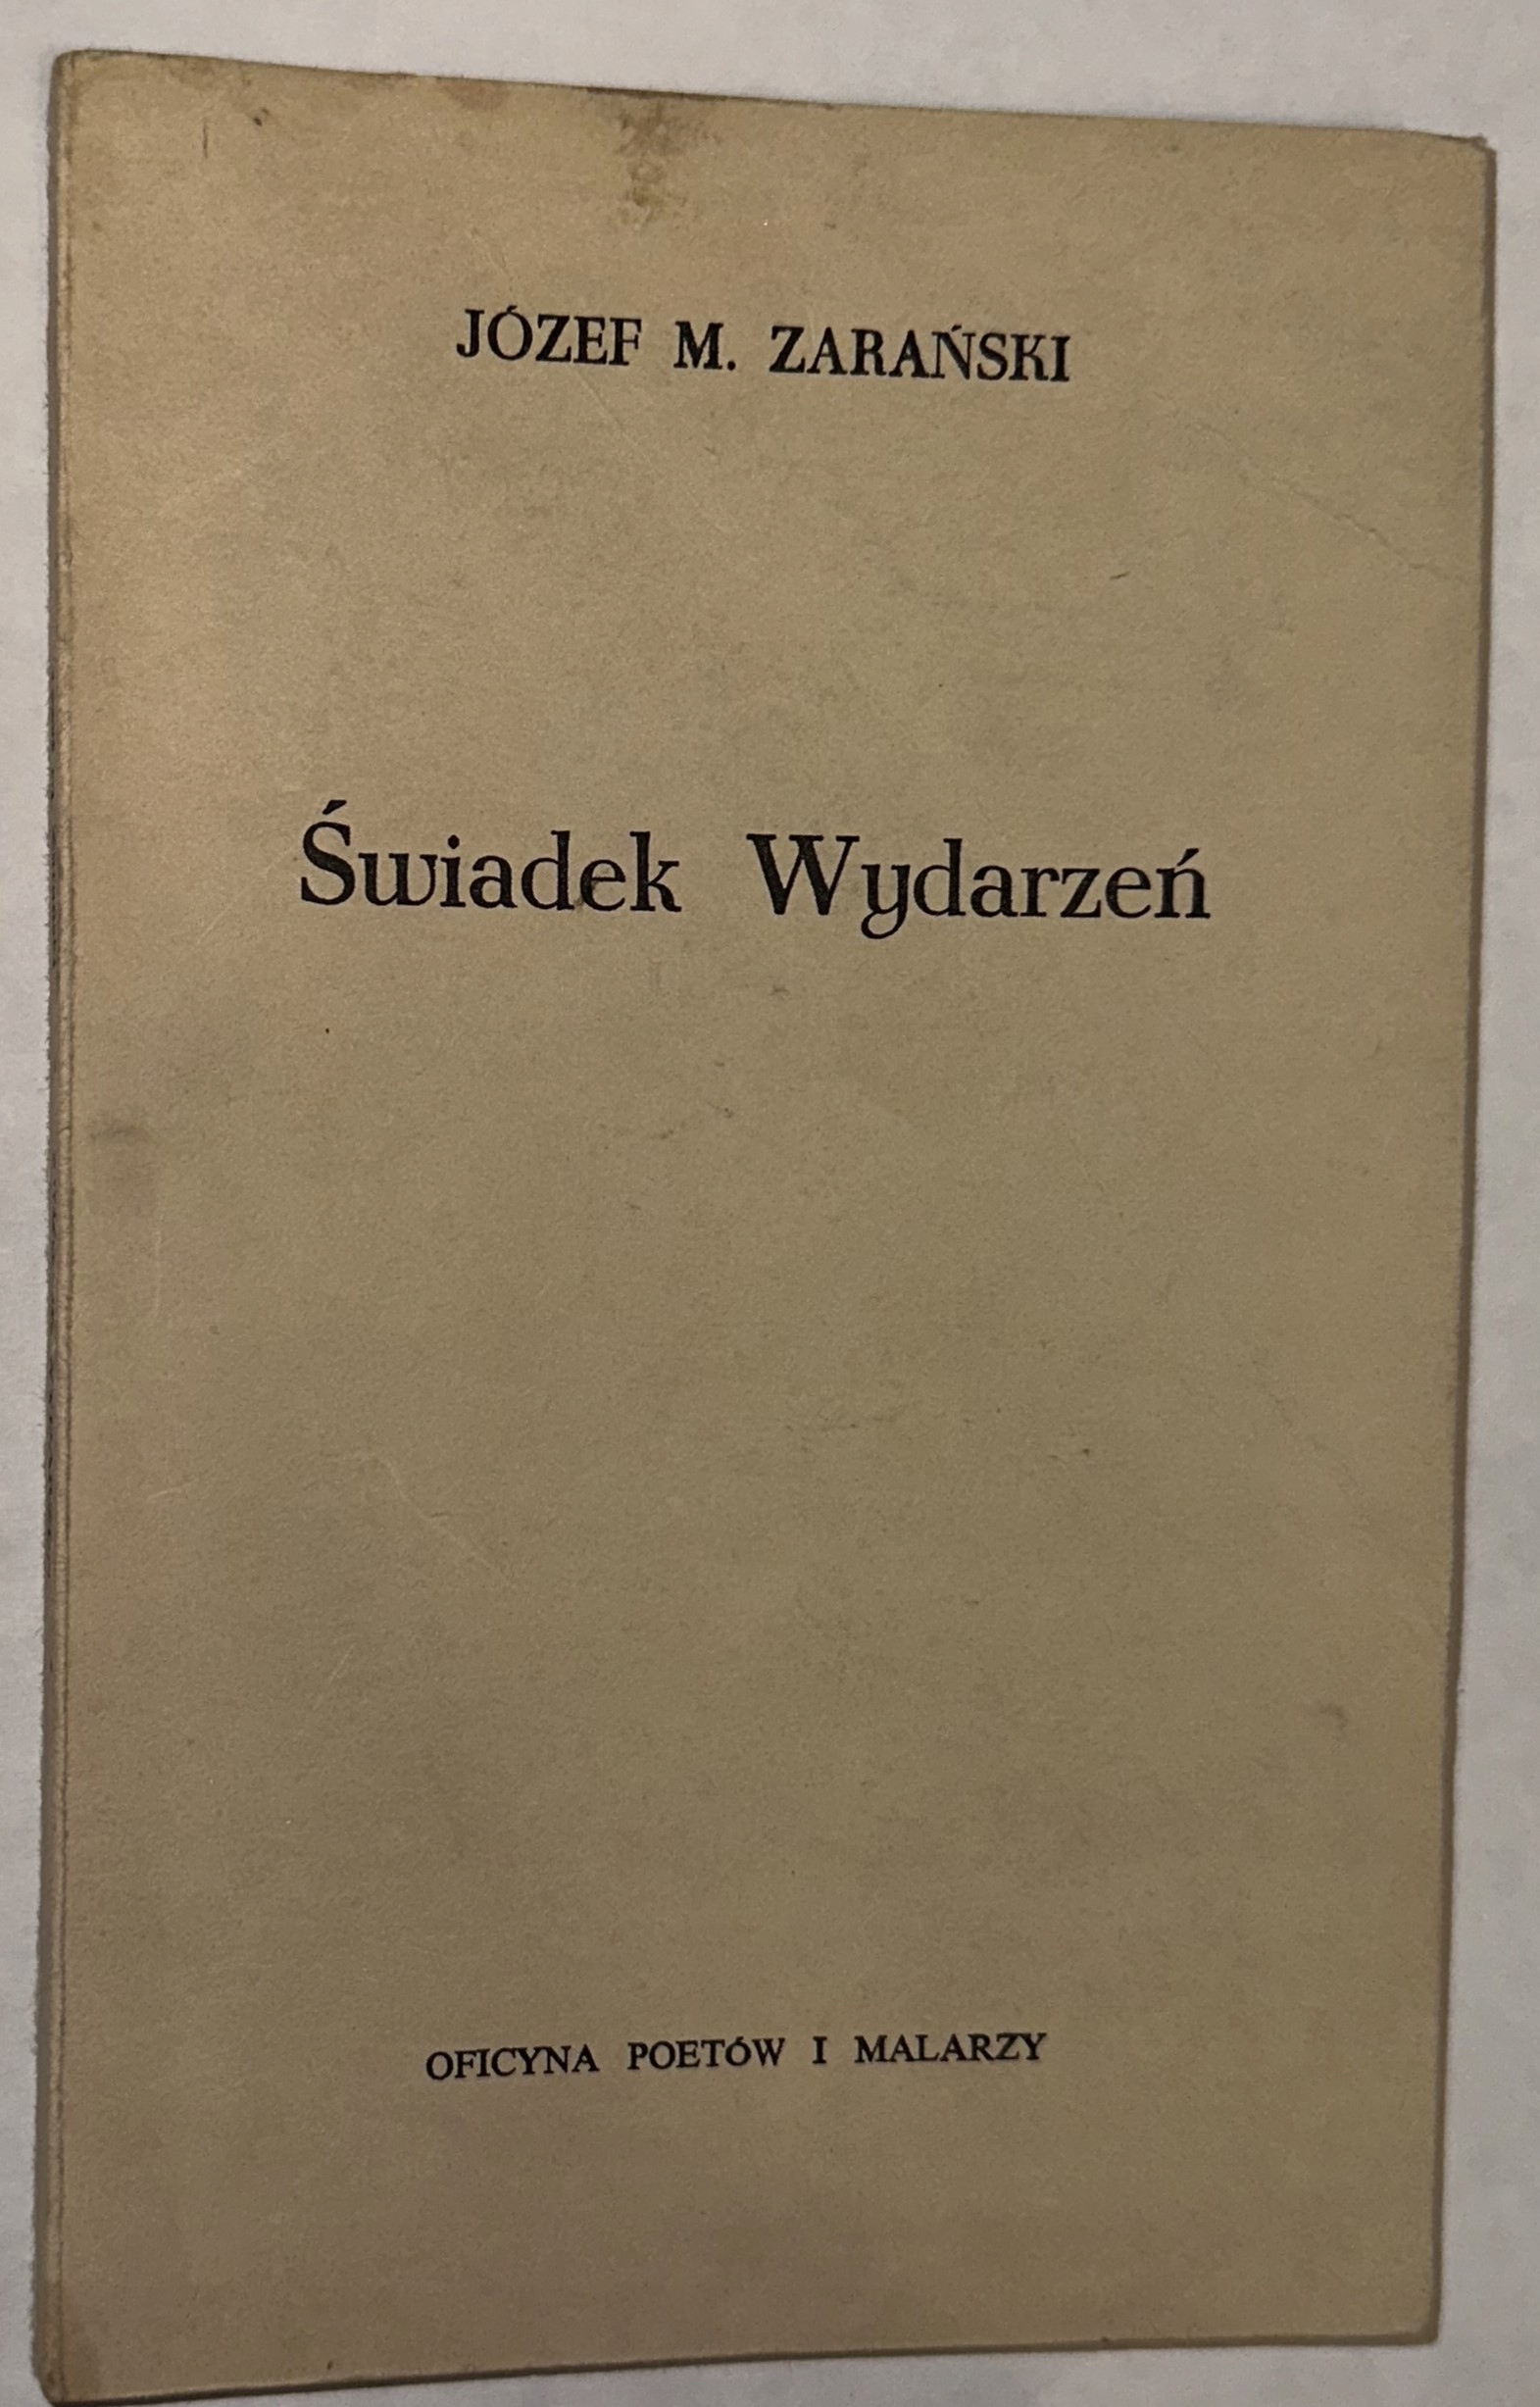 JÓZEF M. ZARAŃSKI
Świadek Wydarzeń
OFICYNA POETÓW I MALARZY